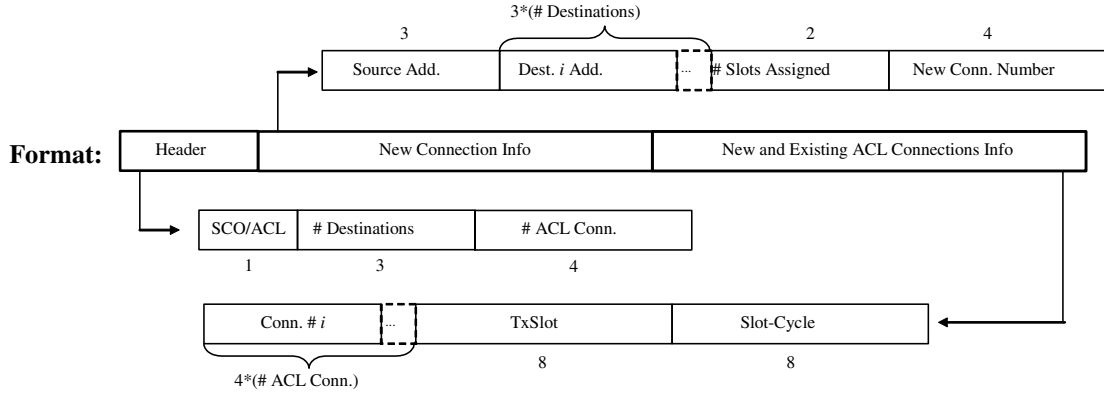 3*(# Destinations)
3 2 4
Source Add. Dest. i Add. ... # Slots Assigned New Conn. Number
Format: Header New Connection Info New and Existing ACL Connections Info
SCO/ACL # Destinations # ACL Conn.
1 3 4
Conn. # i ... TxSlot Slot-Cycle
8 8
4*(# ACL Conn.)